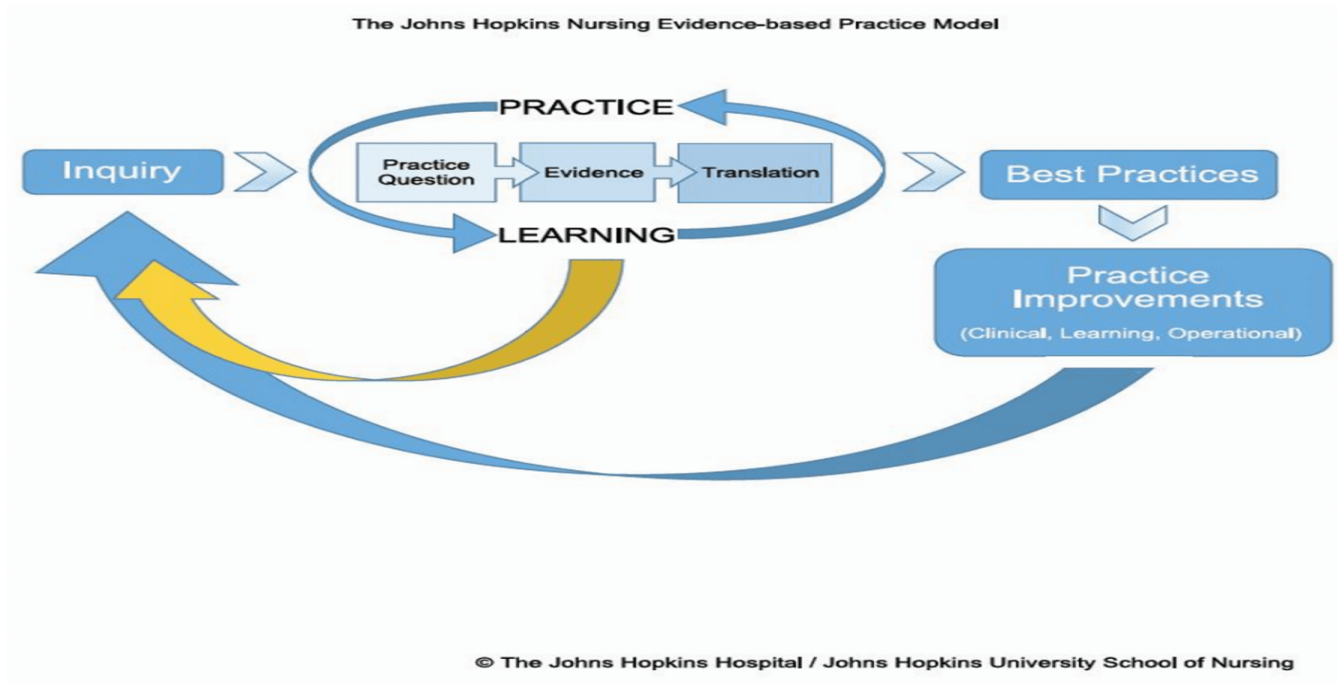 The Johns Hopkins Nursing Evidence-based Practice Model
PRACTICE
Inquiry
Practice
Question
Evidence
Translation
LEARNING
Best Practices
Practice
Improvements
(Clinical, Learning, Operational)
© The Johns Hopkins Hospital / Johns Hopkins University School of Nursing